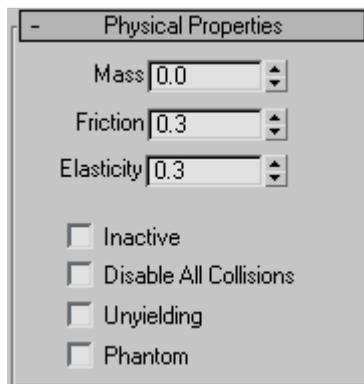 - Physical Properties
Mass 0.0
Friction 0.3
Elasticity 0.3
Inactive
Disable All Collisions
Unyielding
Phantom